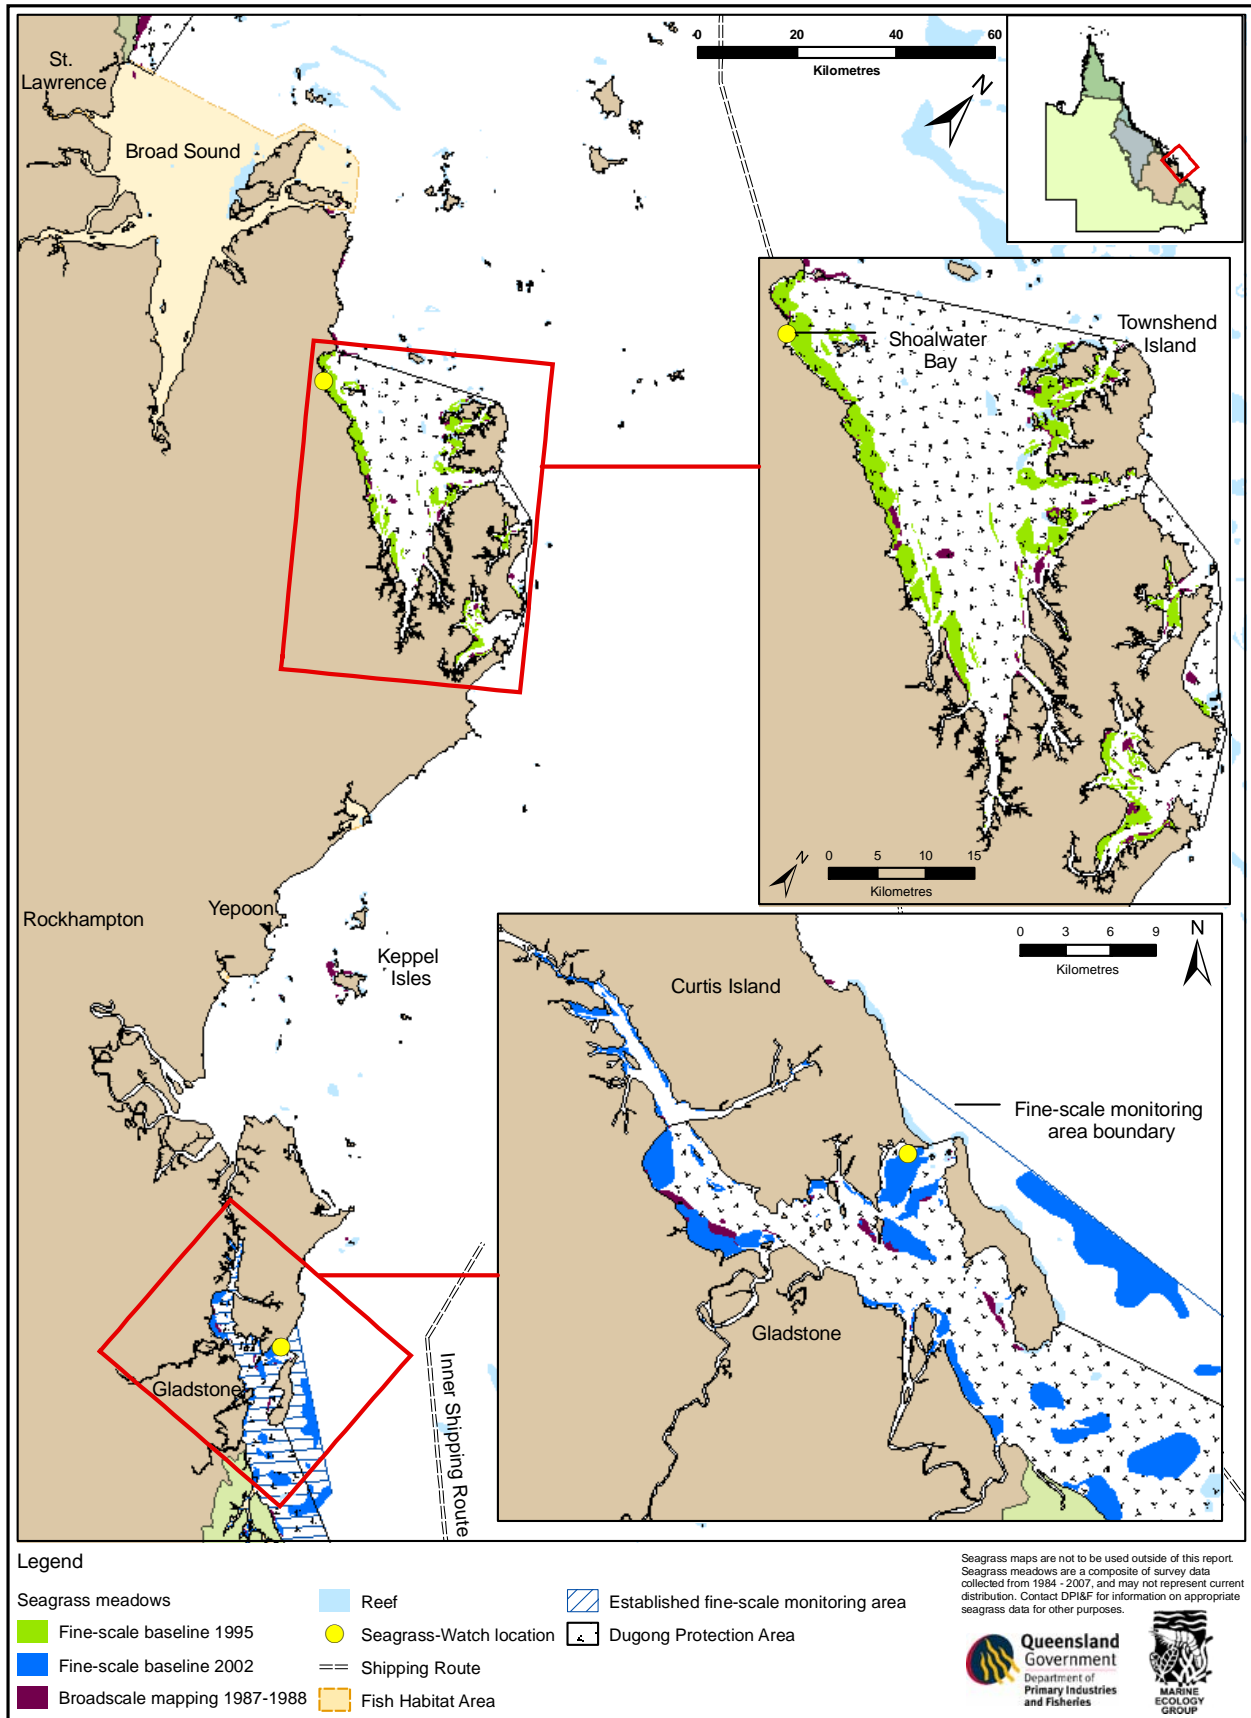 St.
Lawrence
Broad Sound
0 20 40 60
Kilometres
N
Shoalwater
Bay
Townshend
Island
N
0 5 10 15
Kilometres
Rockhampton
Yepoon
Keppel
Isles
0 3 6 9
Kilometres
N
Curtis Island
Fine-scale monitoring
area boundary
Gladstone
Gladstone
Inner Shipping Route
Legend
Seagrass meadows
Fine-scale baseline 1995
Fine-scale baseline 2002
Broadscale mapping 1987-1988
Reef
Seagrass-Watch location
Shipping Route
Fish Habitat Area
Established fine-scale monitoring area
Dugong Protection Area
Seagrass maps are not to be used outside of this report.
Seagrass meadows are a composite of survey data
collected from 1984 - 2007, and may not represent current
distribution. Contact DPI&F for information on appropriate
seagrass data for other purposes.
Queensland
Government
Department of
Primary Industries
and Fisheries
MARINE
ECOLOGY
GROUP